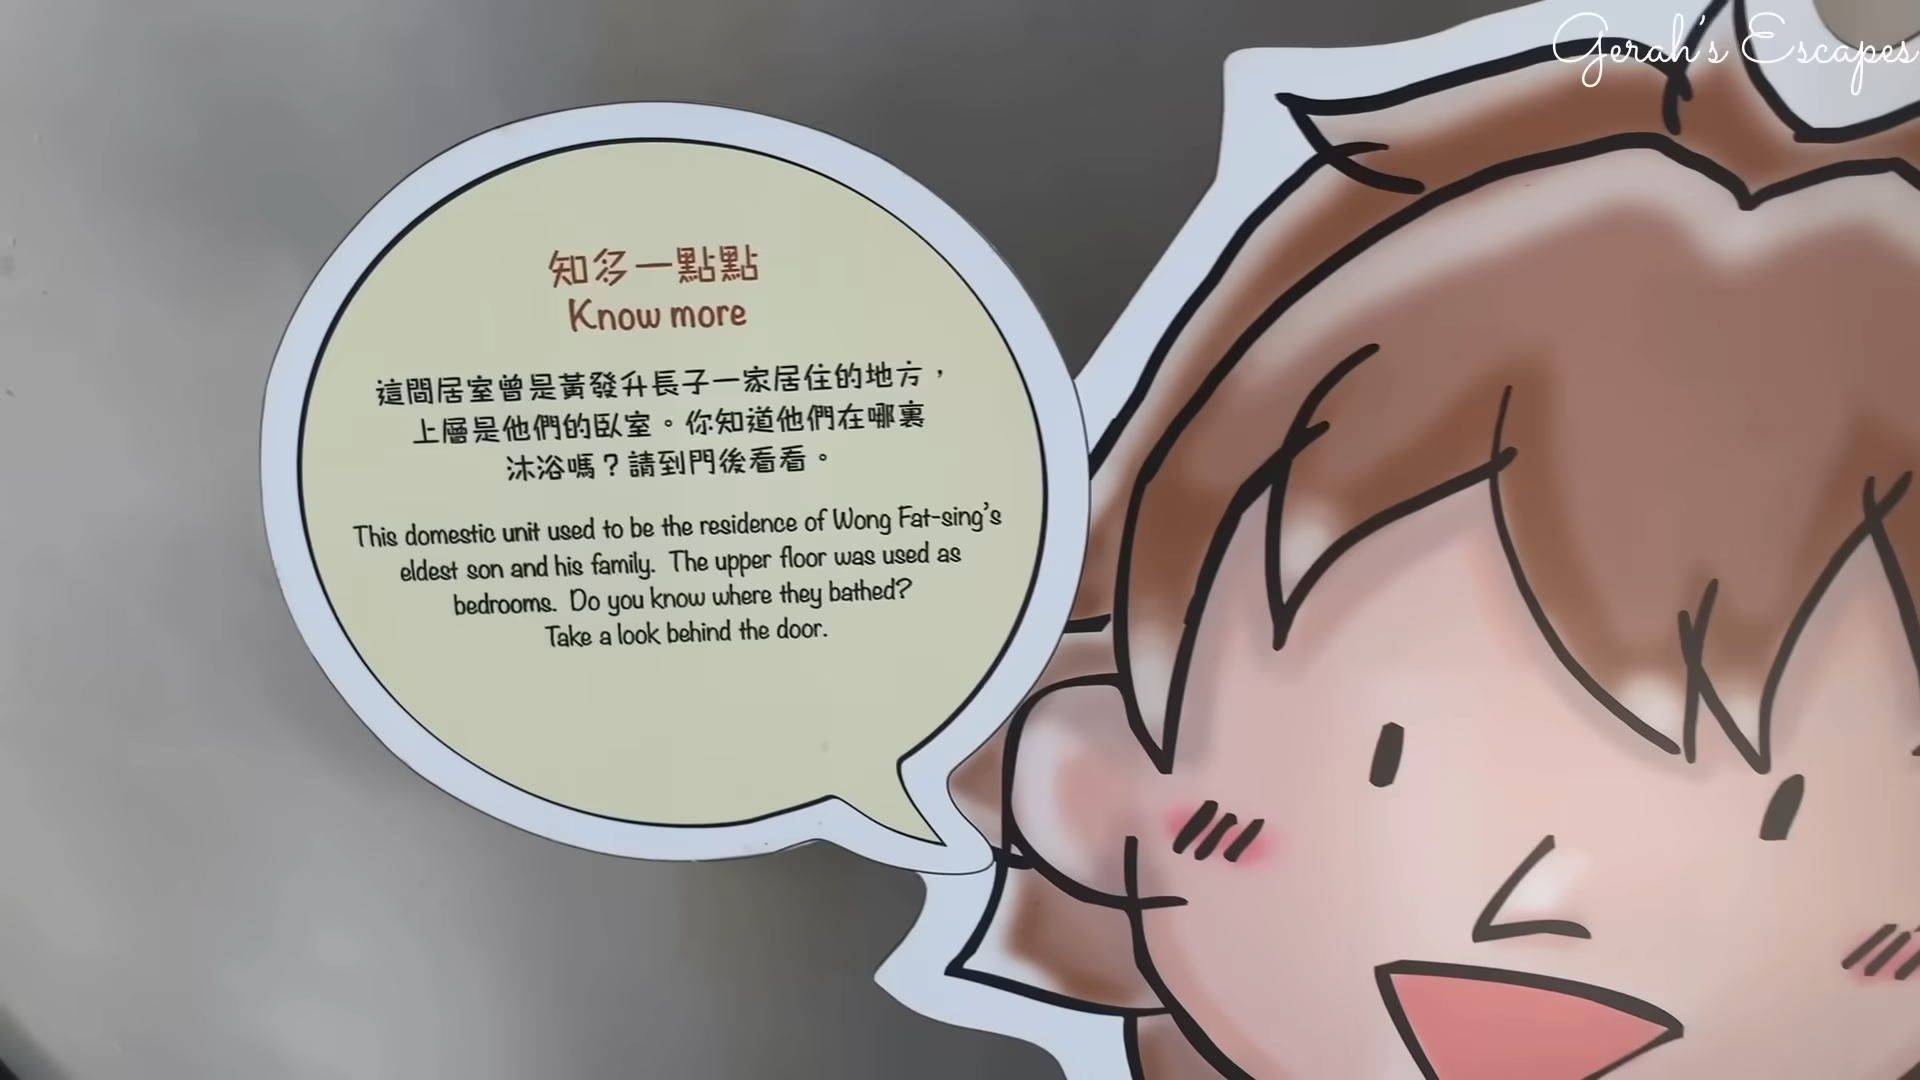 Gerah's Escapes
知多一點點
Know more
這間居室曾是黃發升長子一家居住的地方，
上層是他們的臥室。你知道他們在哪裏
沐浴嗎？請到門後看看。
This domestic unit used to be the residence of Wong Fat-sing's
eldest son and his family. The upper floor was used as
bedrooms. Do you know where they bathed?
Take a look behind the door.